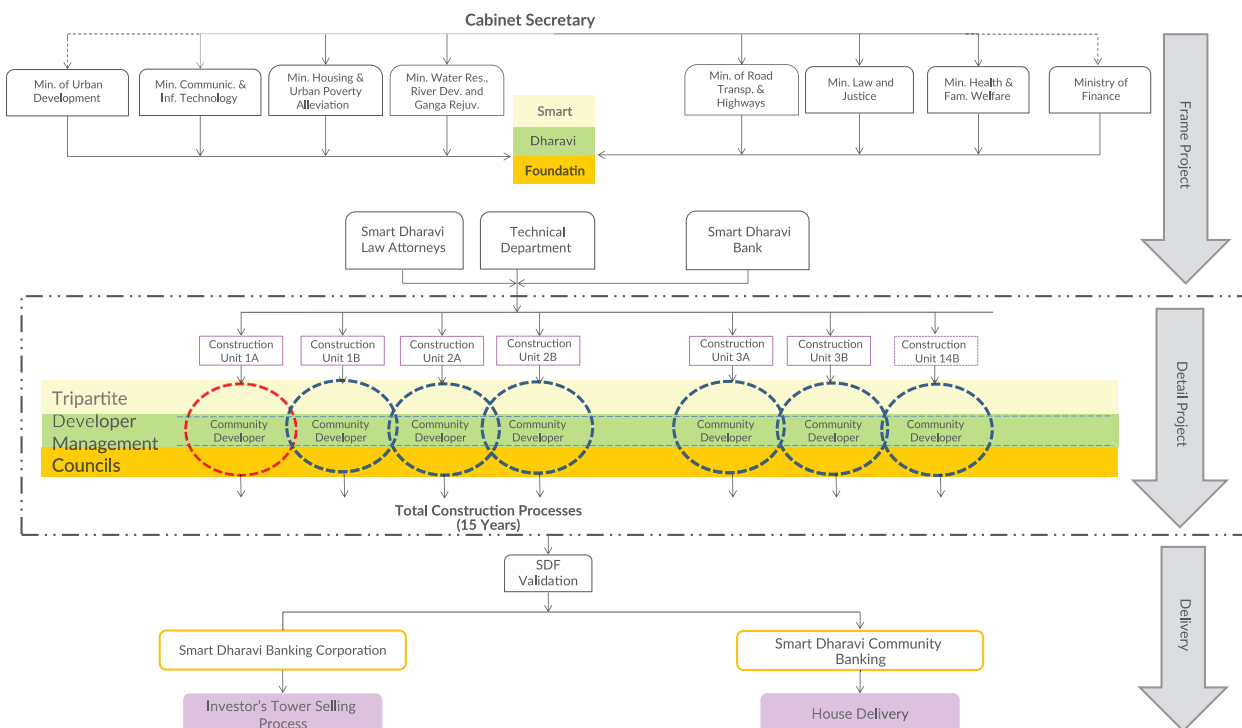 Cabinet Secretary
Min. of Urban
Development
Min. Communic. &
Inf. Technology
Min. Housing &
Urban Poverty
Alleviation
Min. Water Res.,
River Dev. and
Ganga Rejuv.
Min. of Road
Transp. &
Highways
Min. Law and
Justice
Min. Health &
Fam. Welfare
Ministry of
Finance
Smart
Dharavi
Foundatin
Frame Project
Smart Dharavi
Law Attorneys
Technical
Department
Smart Dharavi
Bank
Construction
Unit 1A
Construction
Unit 1B
Construction
Unit 2A
Construction
Unit 2B
Construction
Unit 3A
Construction
Unit 3B
Construction
Unit 14B
Tripartite
Developer
Management
Councils
Community
Developer
Community
Developer
Community
Developer
Community
Developer
Community
Developer
Community
Developer
Community
Developer
Detail Project
Total Construction Processes
(15 Years)
SDF
Validation
Smart Dharavi Banking Corporation
Smart Dharavi Community
Banking
Investor's Tower Selling
Process
House Delivery
Delivery